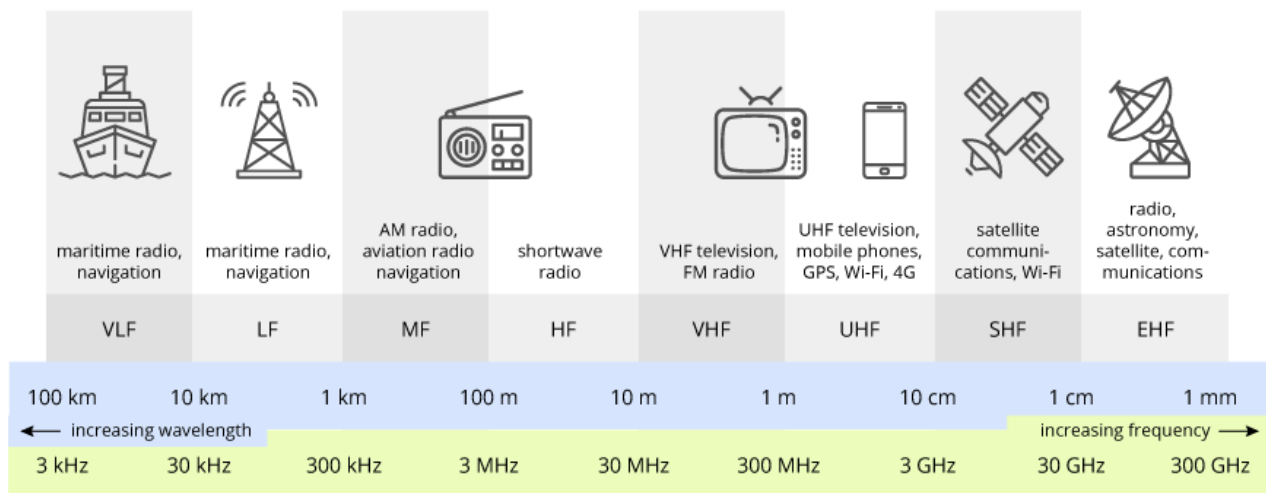 maritime radio,
navigation
maritime radio,
navigation
AM radio,
aviation radio
navigation
shortwave
radio
VHF television,
FM radio
UHF television,
mobile phones,
GPS, Wi-Fi, 4G
satellite
communi-
cations, Wi-Fi
radio,
astronomy,
satellite, com-
munications
VLF LF MF HF VHF UHF SHF EHF
100 km 10 km 1 km 100 m 10 m 1 m 10 cm 1 cm 1 mm
increasing wavelength increasing frequency
3 kHz 30 kHz 300 kHz 3 MHz 30 MHz 300 MHz 3 GHz 30 GHz 300 GHz